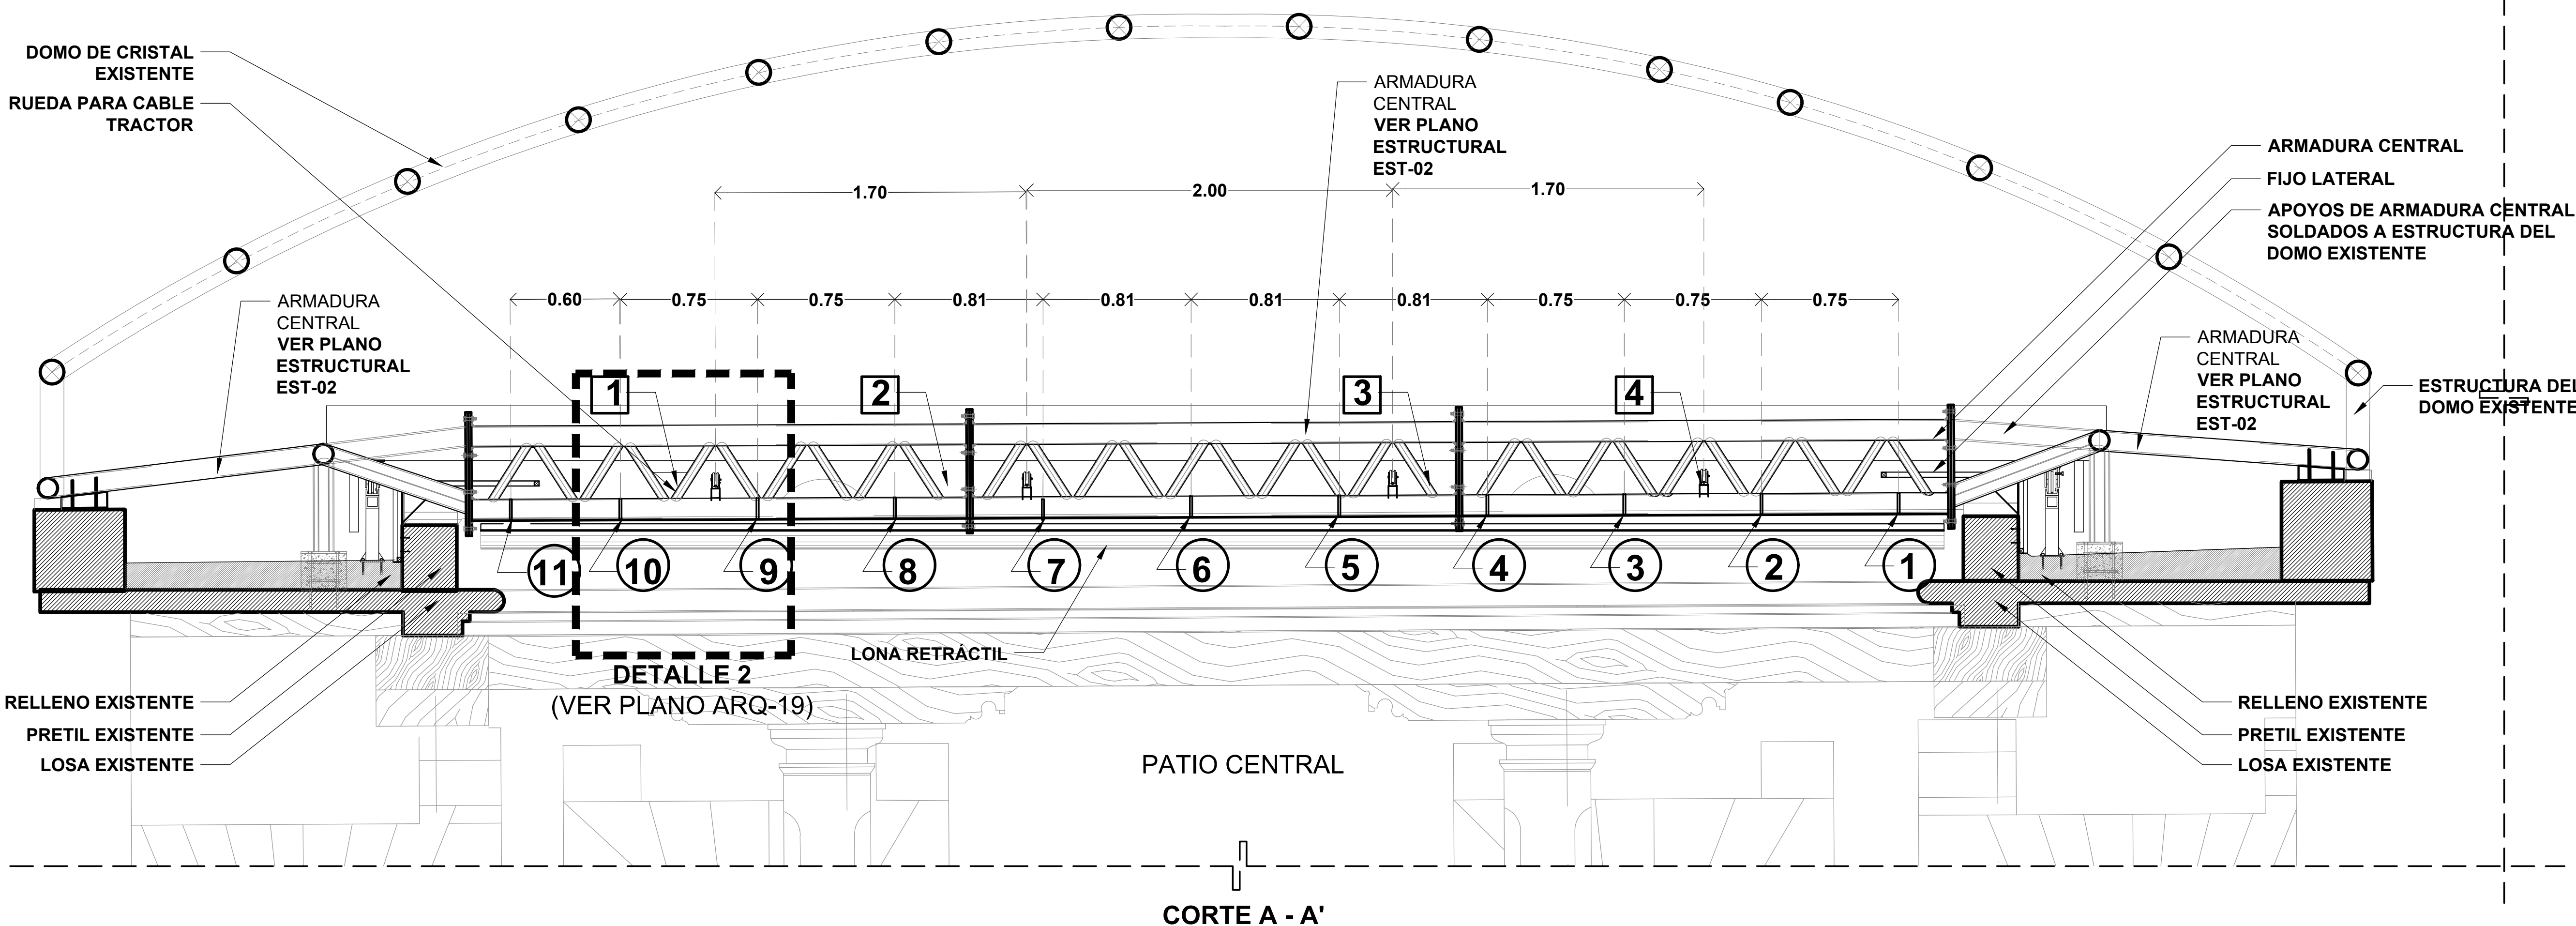 DOMO DE CRISTAL
EXISTENTE
RUEDA PARA CABLE
TRACTOR
ARMADURA
CENTRAL
VER PLANO
ESTRUCTURAL
EST-02
ARMADURA CENTRAL
FIJO LATERAL
APOYOS DE ARMADURA CENTRAL
SOLDADOS A ESTRUCTURA DEL
DOMO EXISTENTE
1.70
2.00
1.70
0.60
0.75
0.75
0.81
0.81
0.81
0.81
0.75
0.75
0.75
ARMADURA
CENTRAL
VER PLANO
ESTRUCTURAL
EST-02
ARMADURA
CENTRAL
VER PLANO
ESTRUCTURAL
EST-02
ESTRUCTURA DEL
DOMO EXISTENTE
1
2
3
4
11
10
9
8
7
6
5
4
3
2
1
LONA RETRÁCTIL
DETALLE 2
(VER PLANO ARQ-19)
RELLENO EXISTENTE
PRETIL EXISTENTE
LOSA EXISTENTE
RELLENO EXISTENTE
PRETIL EXISTENTE
LOSA EXISTENTE
PATIO CENTRAL
CORTE A - A'